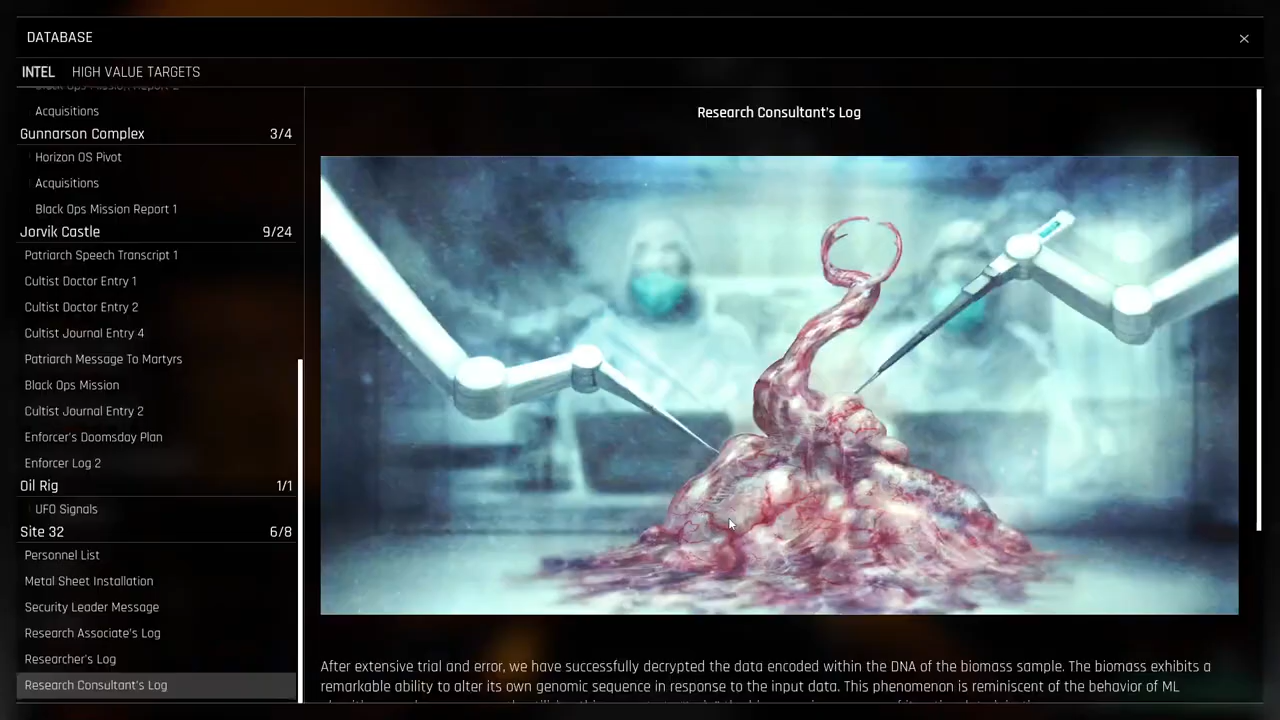 DATABASE
INTEL HIGH VALUE TARGETS
Acquisitions
Gunnarson Complex 3/4
Horizon OS Pivot
Acquisitions
Black Ops Mission Report 1
Jorvik Castle 9/24
Patriarch Speech Transcript 1
Cultist Doctor Entry 1
Cultist Doctor Entry 2
Cultist Journal Entry 4
Patriarch Message To Martyrs
Black Ops Mission
Cultist Journal Entry 2
Enforcer's Doomsday Plan
Enforcer Log 2
Oil Rig 1/1
UFO Signals
Site 32 6/8
Personnel List
Metal Sheet Installation
Security Leader Message
Research Associate's Log
Researcher's Log
Research Consultant's Log
Research Consultant's Log
After extensive trial and error, we have successfully decrypted the data encoded within the DNA of the biomass sample. The biomass exhibits a
remarkable ability to alter its own genomic sequence in response to the input data. This phenomenon is reminiscent of the behavior of ML